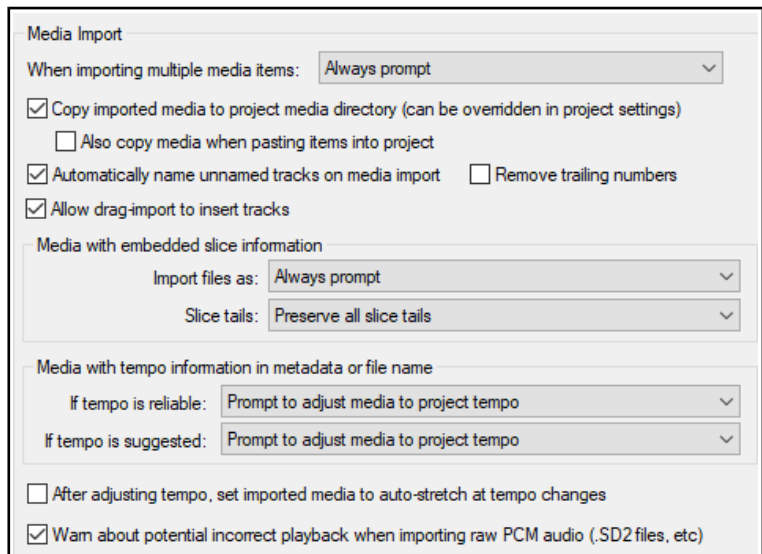 Media Import
When importing multiple media items: Always prompt
Copy imported media to project media directory (can be overridden in project settings)
Also copy media when pasting items into project
Automatically name unnamed tracks on media import Remove trailing numbers
Allow drag-import to insert tracks
Media with embedded slice information
Import files as: Always prompt
Slice tails: Preserve all slice tails
Media with tempo information in metadata or file name
If tempo is reliable: Prompt to adjust media to project tempo
If tempo is suggested: Prompt to adjust media to project tempo
After adjusting tempo, set imported media to auto-stretch at tempo changes
Warn about potential incorrect playback when importing raw PCM audio (.SD2 files, etc)